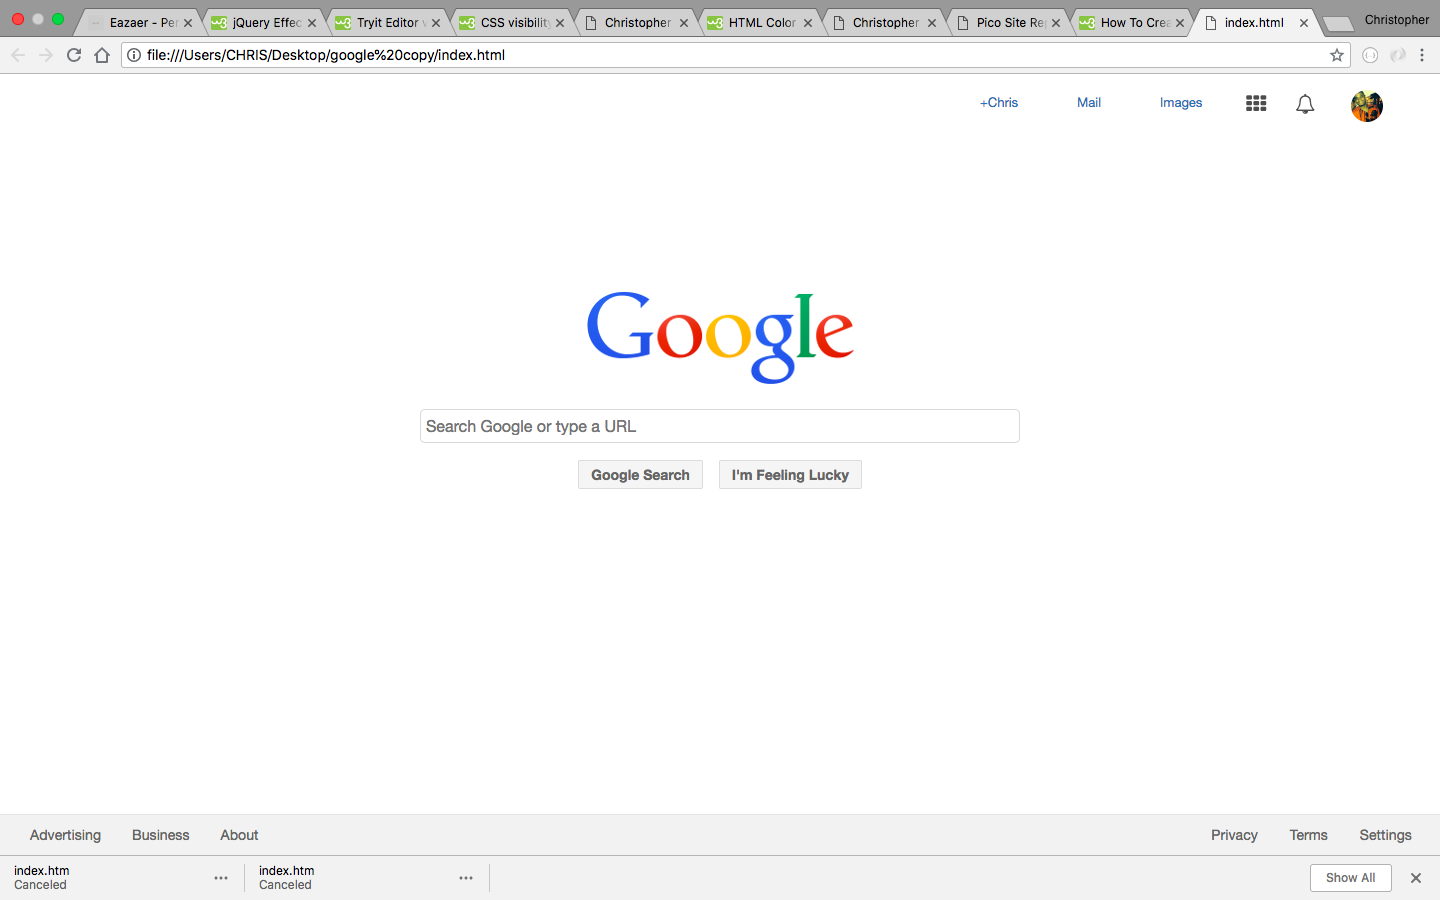 Eazaer - Per
jQuery Effec
Tryit Editor v
CSS visibility
Christopher
HTML Color
Christopher
Pico Site Rep
How To Crea
index.html
Christopher
file:///Users/CHRIS/Desktop/google%20copy/index.html
+Chris
Mail
Images
Google
Search Google or type a URL
Google Search
I'm Feeling Lucky
Advertising
Business
About
Privacy
Terms
Settings
index.htm
Canceled
index.htm
Canceled
Show All